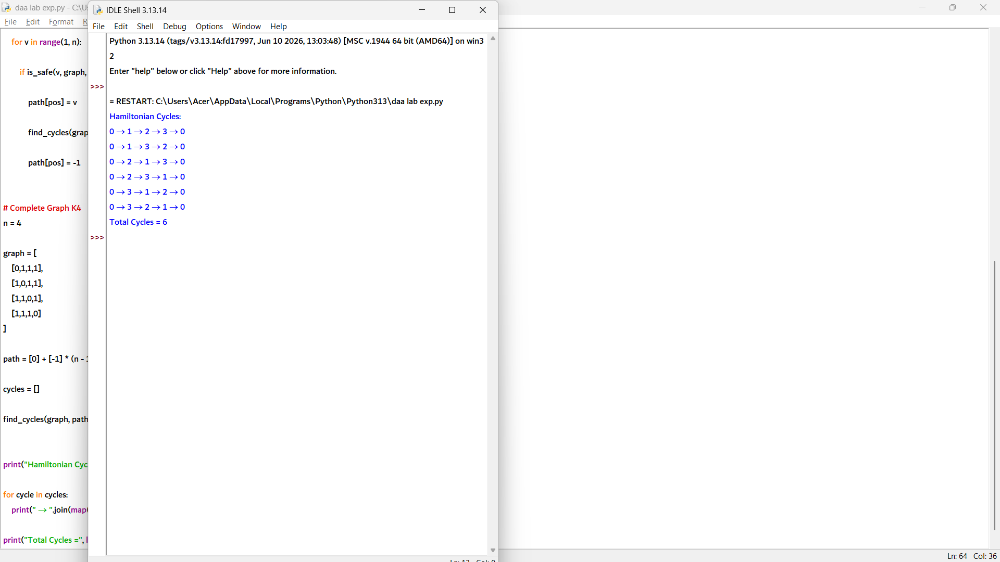 daa lab exp.py - C:\Us
File Edit Format R
for v in range(1, n):
if is_safe(v, graph,
path[pos] = v
find_cycles(grap
path[pos] = -1
# Complete Graph K4
n = 4
graph = [
[0,1,1,1],
[1,0,1,1],
[1,1,0,1],
[1,1,1,0]
]
path = [0] + [-1] * (n - 1
cycles = []
find_cycles(graph, path
print("Hamiltonian Cyc
for cycle in cycles:
print(" → ".join(map(
print("Total Cycles =", l
IDLE Shell 3.13.14
File Edit Shell Debug Options Window Help
Python 3.13.14 (tags/v3.13.14:fd17997, Jun 10 2026, 13:03:48) [MSC v.1944 64 bit (AMD64)] on win3
2
Enter "help" below or click "Help" above for more information.
>>>
= RESTART: C:\Users\Acer\AppData\Local\Programs\Python\Python313\daa lab exp.py
Hamiltonian Cycles:
0 → 1 → 2 → 3 → 0
0 → 1 → 3 → 2 → 0
0 → 2 → 1 → 3 → 0
0 → 2 → 3 → 1 → 0
0 → 3 → 1 → 2 → 0
0 → 3 → 2 → 1 → 0
Total Cycles = 6
>>>
Ln: 64 Col: 36